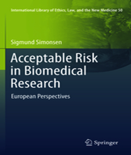 International Library of Ethics, Law, and the New Medicine 50
Sigmund Simonsen
Acceptable Risk
in Biomedical
Research
European Perspectives
Springer